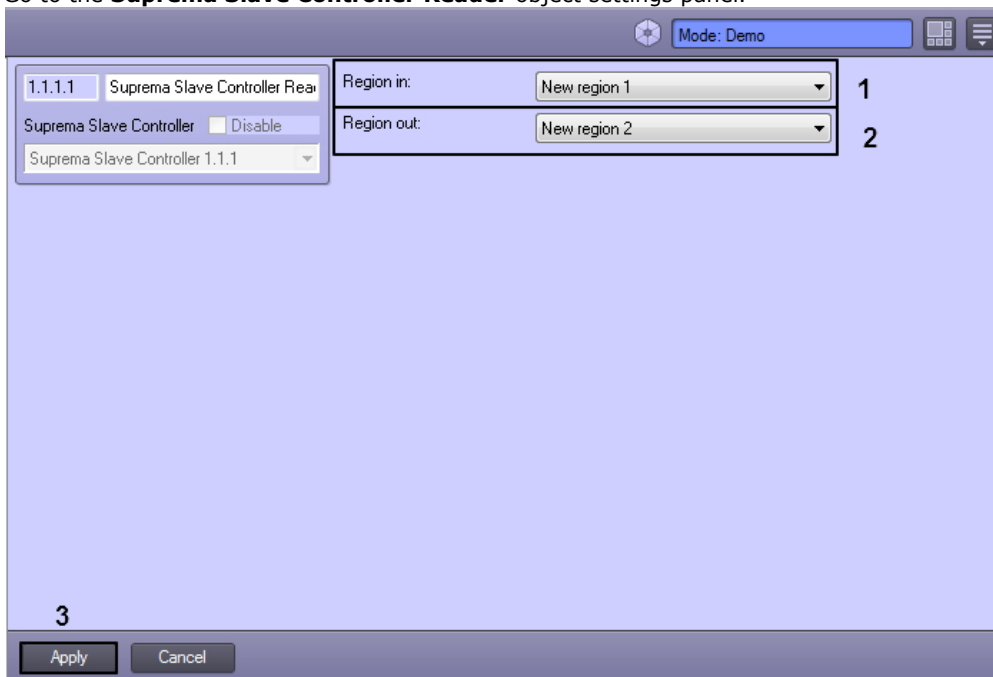 Go to the Suprema Slave Controller Reader object settings panel.
Mode: Demo
1.1.1.1 Suprema Slave Controller Rea
Region in: New region 1 1
Suprema Slave Controller Disable
Region out: New region 2 2
Suprema Slave Controller 1.1.1
3
Apply Cancel